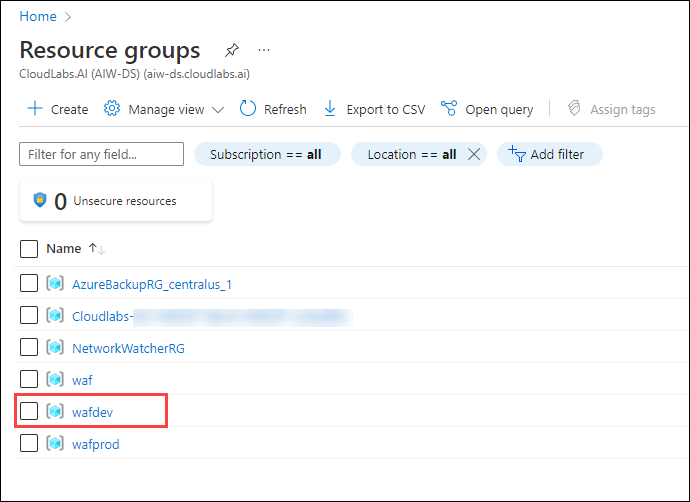 Home >
Resource groups ...
CloudLabs.AI (AIW-DS) (aiw-ds.cloudlabs.ai)
+ Create Manage view Refresh Export to CSV Open query Assign tags
Filter for any field... Subscription == all Location == all Add filter
0 Unsecure resources
Name ↑↓
AzureBackupRG_centralus_1
Cloudlabs-
NetworkWatcherRG
waf
wafdev
wafprod